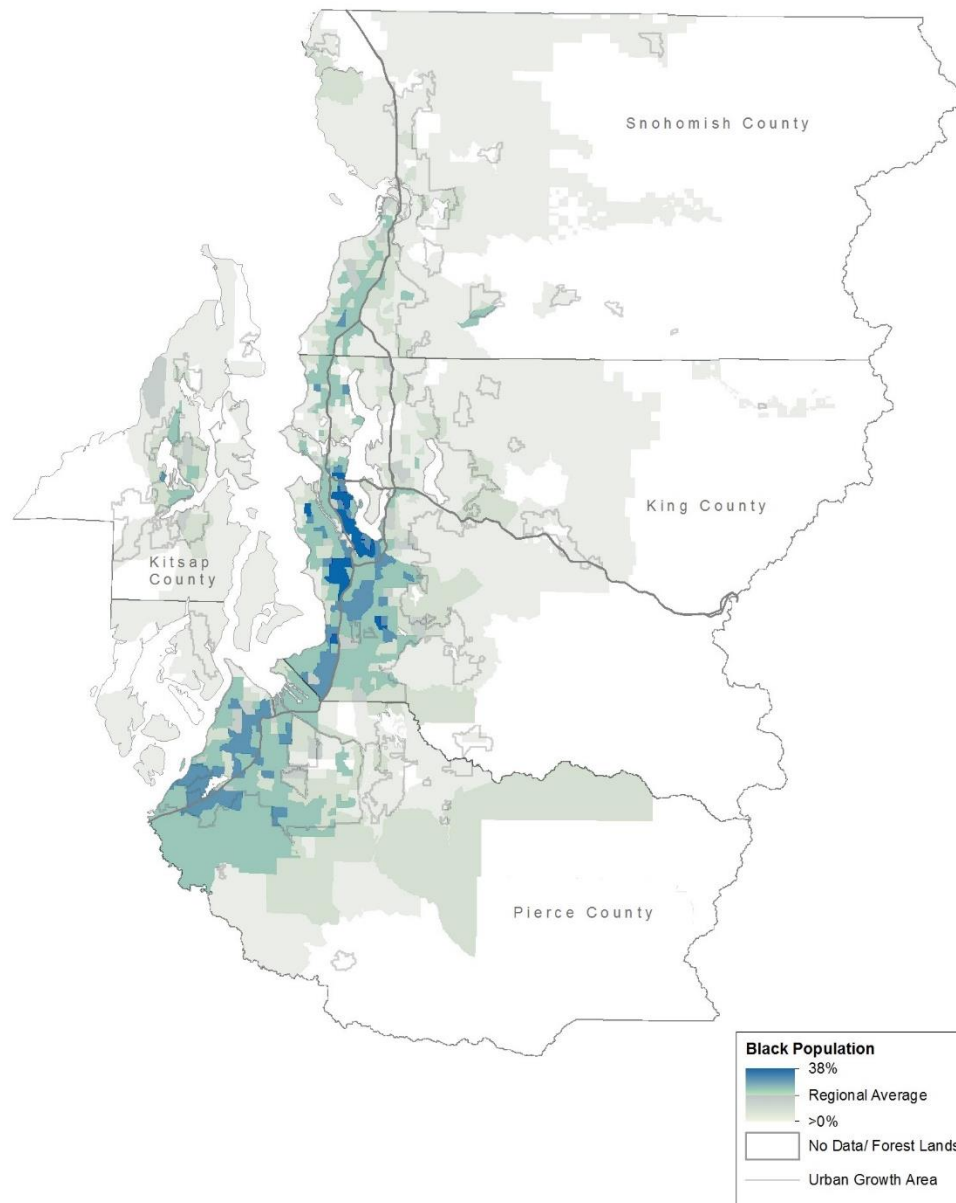 Snohomish County
King County
Kitsap
County
Pierce County
Black Population
38%
Regional Average
>0%
No Data/ Forest Lands
Urban Growth Area